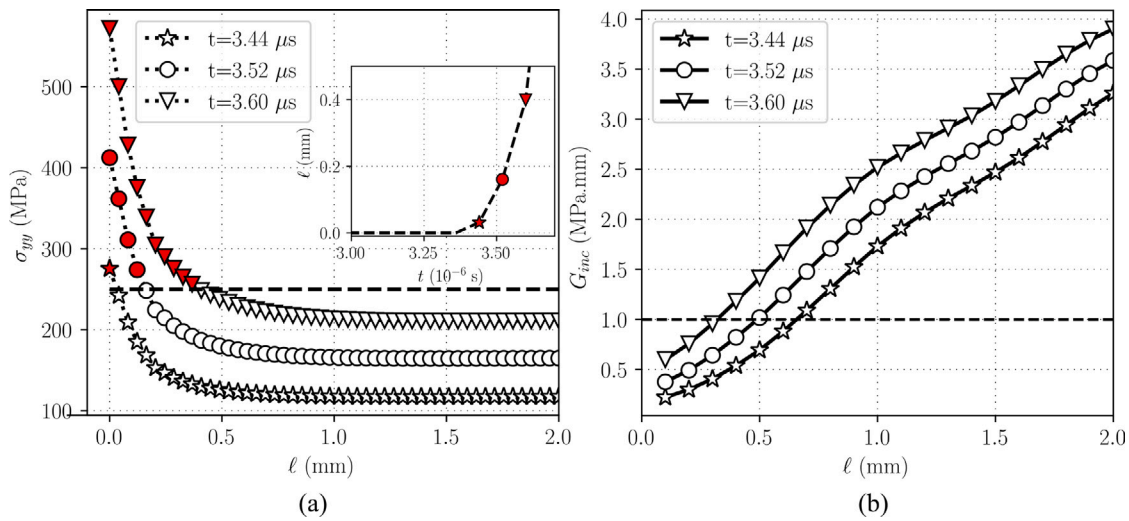 t=3.44 μs
t=3.52 μs
t=3.60 μs
500
400
300
200
100
σyy (MPa)
0.0 0.5 1.0 1.5 2.0
ℓ (mm)
0.4
0.2
0.0
ℓ (mm)
3.00 3.25 3.50
t (10⁻⁶ s)
(a)
t=3.44 μs
t=3.52 μs
t=3.60 μs
4.0
3.5
3.0
2.5
2.0
1.5
1.0
0.5
G_inc (MPa.mm)
0.0 0.5 1.0 1.5 2.0
ℓ (mm)
(b)